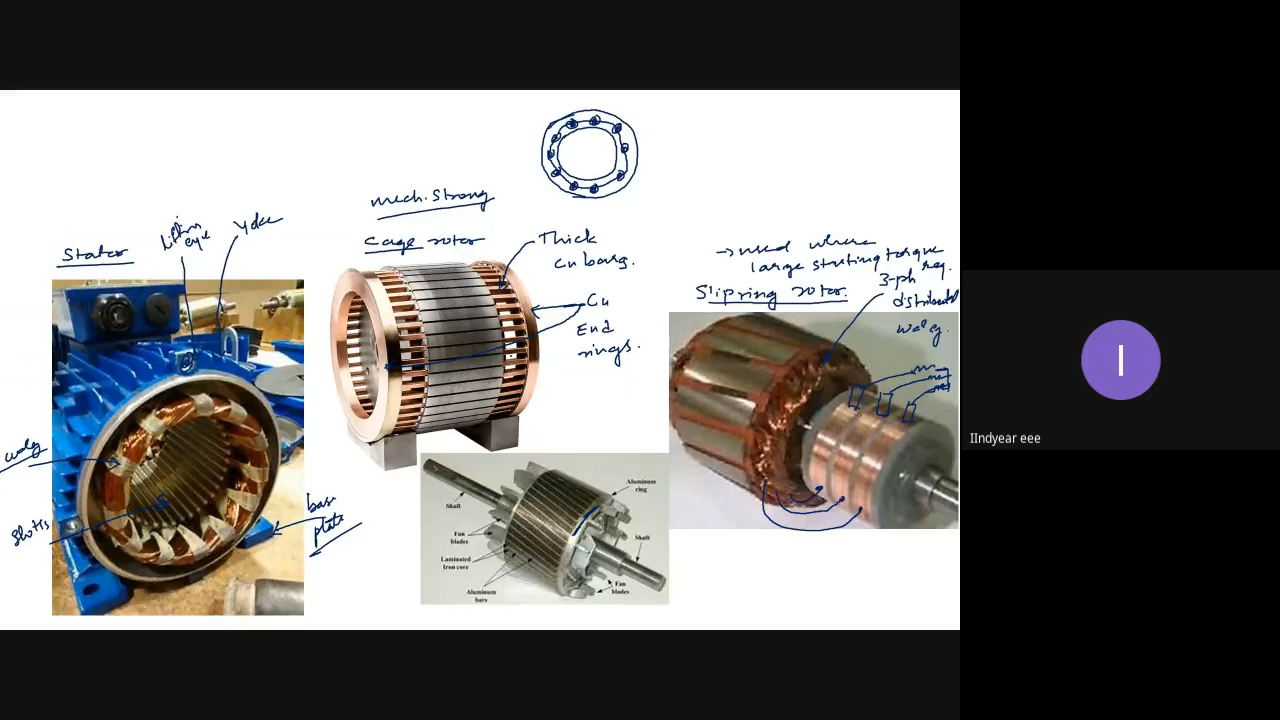 mech. Strong
Stator
lifting
eye
Yoke
Cage rotor
Thick
Cu bars.
Cu
End
rings.
→ used where
large starting torque
req.
Slipring rotor.
3-ph
distributed
wdg.
wdg
Slots
base
plate
Aluminum
ring
Shaft
Fan
blades
Laminated
Iron core
Aluminum
bars
Shaft
Fan
blades
I
IIndyear eee